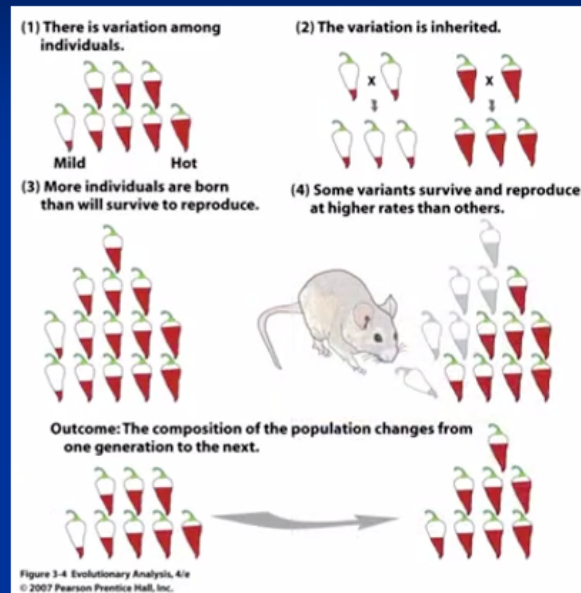 (1) There is variation among
individuals.
Mild Hot
(2) The variation is inherited.
x x
(3) More individuals are born
than will survive to reproduce.
(4) Some variants survive and reproduce
at higher rates than others.
Outcome: The composition of the population changes from
one generation to the next.
Figure 3-4 Evolutionary Analysis, 4/e
© 2007 Pearson Prentice Hall, Inc.